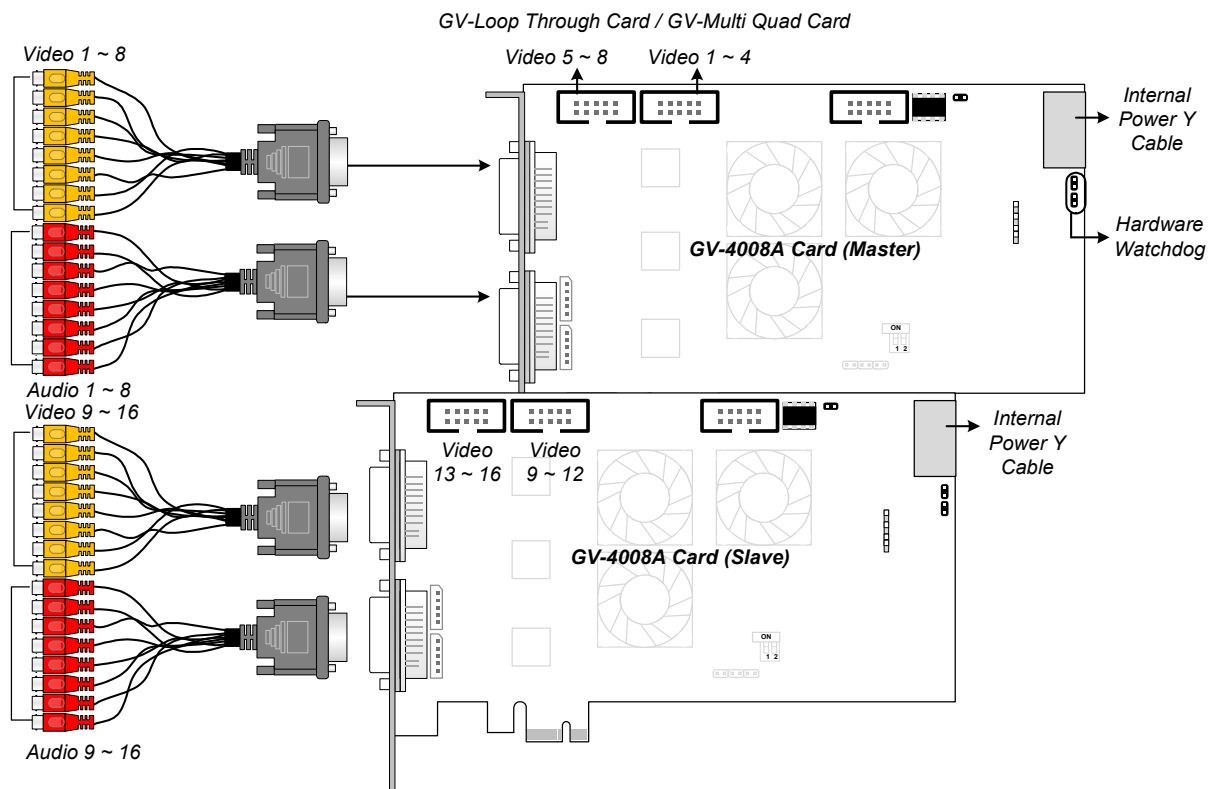 GV-Loop Through Card / GV-Multi Quad Card
Video 1 ~ 8
Video 5 ~ 8
Video 1 ~ 4
Internal
Power Y
Cable
Hardware
Watchdog
GV-4008A Card (Master)
ON
1 2
Audio 1 ~ 8
Video 9 ~ 16
Video
13 ~ 16
Video
9 ~ 12
Internal
Power Y
Cable
GV-4008A Card (Slave)
ON
1 2
Audio 9 ~ 16